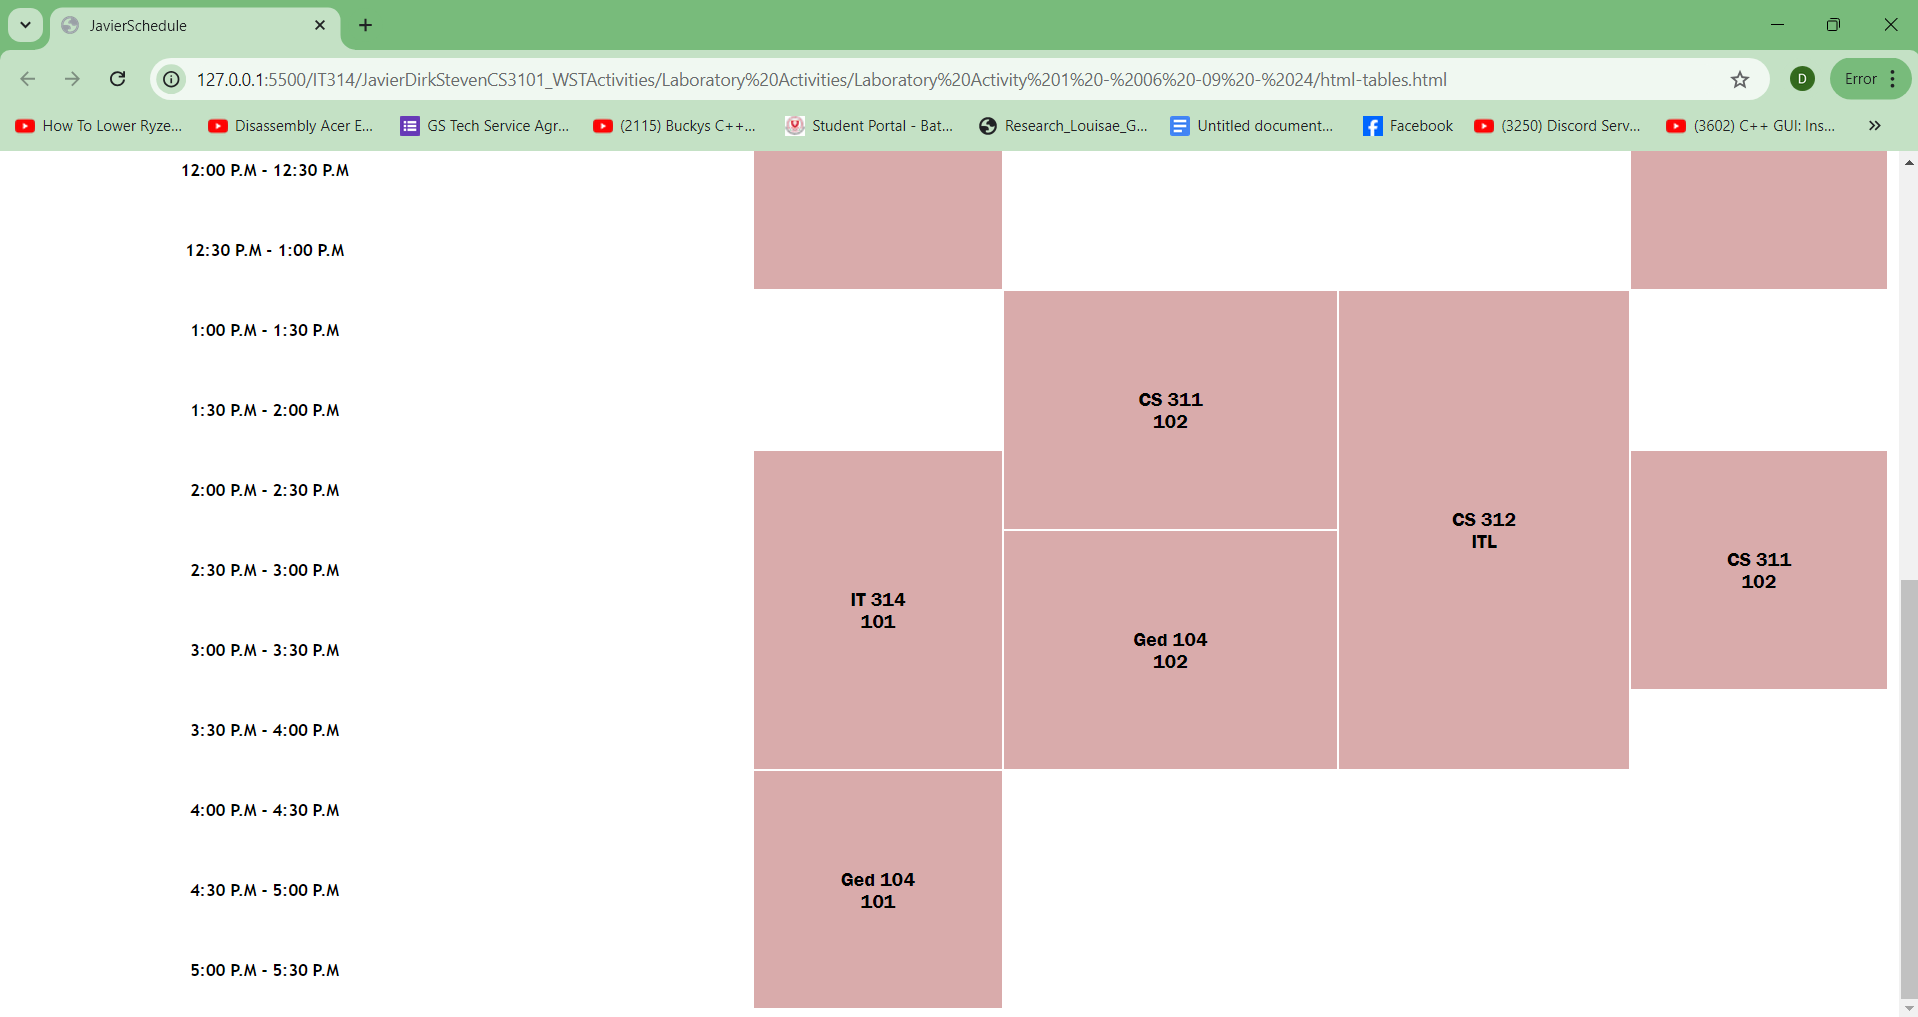 JavierSchedule
127.0.0.1:5500/IT314/JavierDirkStevenCS3101_WSTActivities/Laboratory%20Activities/Laboratory%20Activity%201%20-%2006%20-09%20-%2024/html-tables.html
D
Error
How To Lower Ryze...
Disassembly Acer E...
GS Tech Service Agr...
(2115) Buckys C++...
Student Portal - Bat...
Research_Louisae_G...
Untitled document...
Facebook
(3250) Discord Serv...
(3602) C++ GUI: Ins...
12:00 P.M - 12:30 P.M
12:30 P.M - 1:00 P.M
1:00 P.M - 1:30 P.M
1:30 P.M - 2:00 P.M
CS 311
102
2:00 P.M - 2:30 P.M
CS 312
ITL
2:30 P.M - 3:00 P.M
CS 311
102
IT 314
101
3:00 P.M - 3:30 P.M
Ged 104
102
3:30 P.M - 4:00 P.M
4:00 P.M - 4:30 P.M
4:30 P.M - 5:00 P.M
Ged 104
101
5:00 P.M - 5:30 P.M